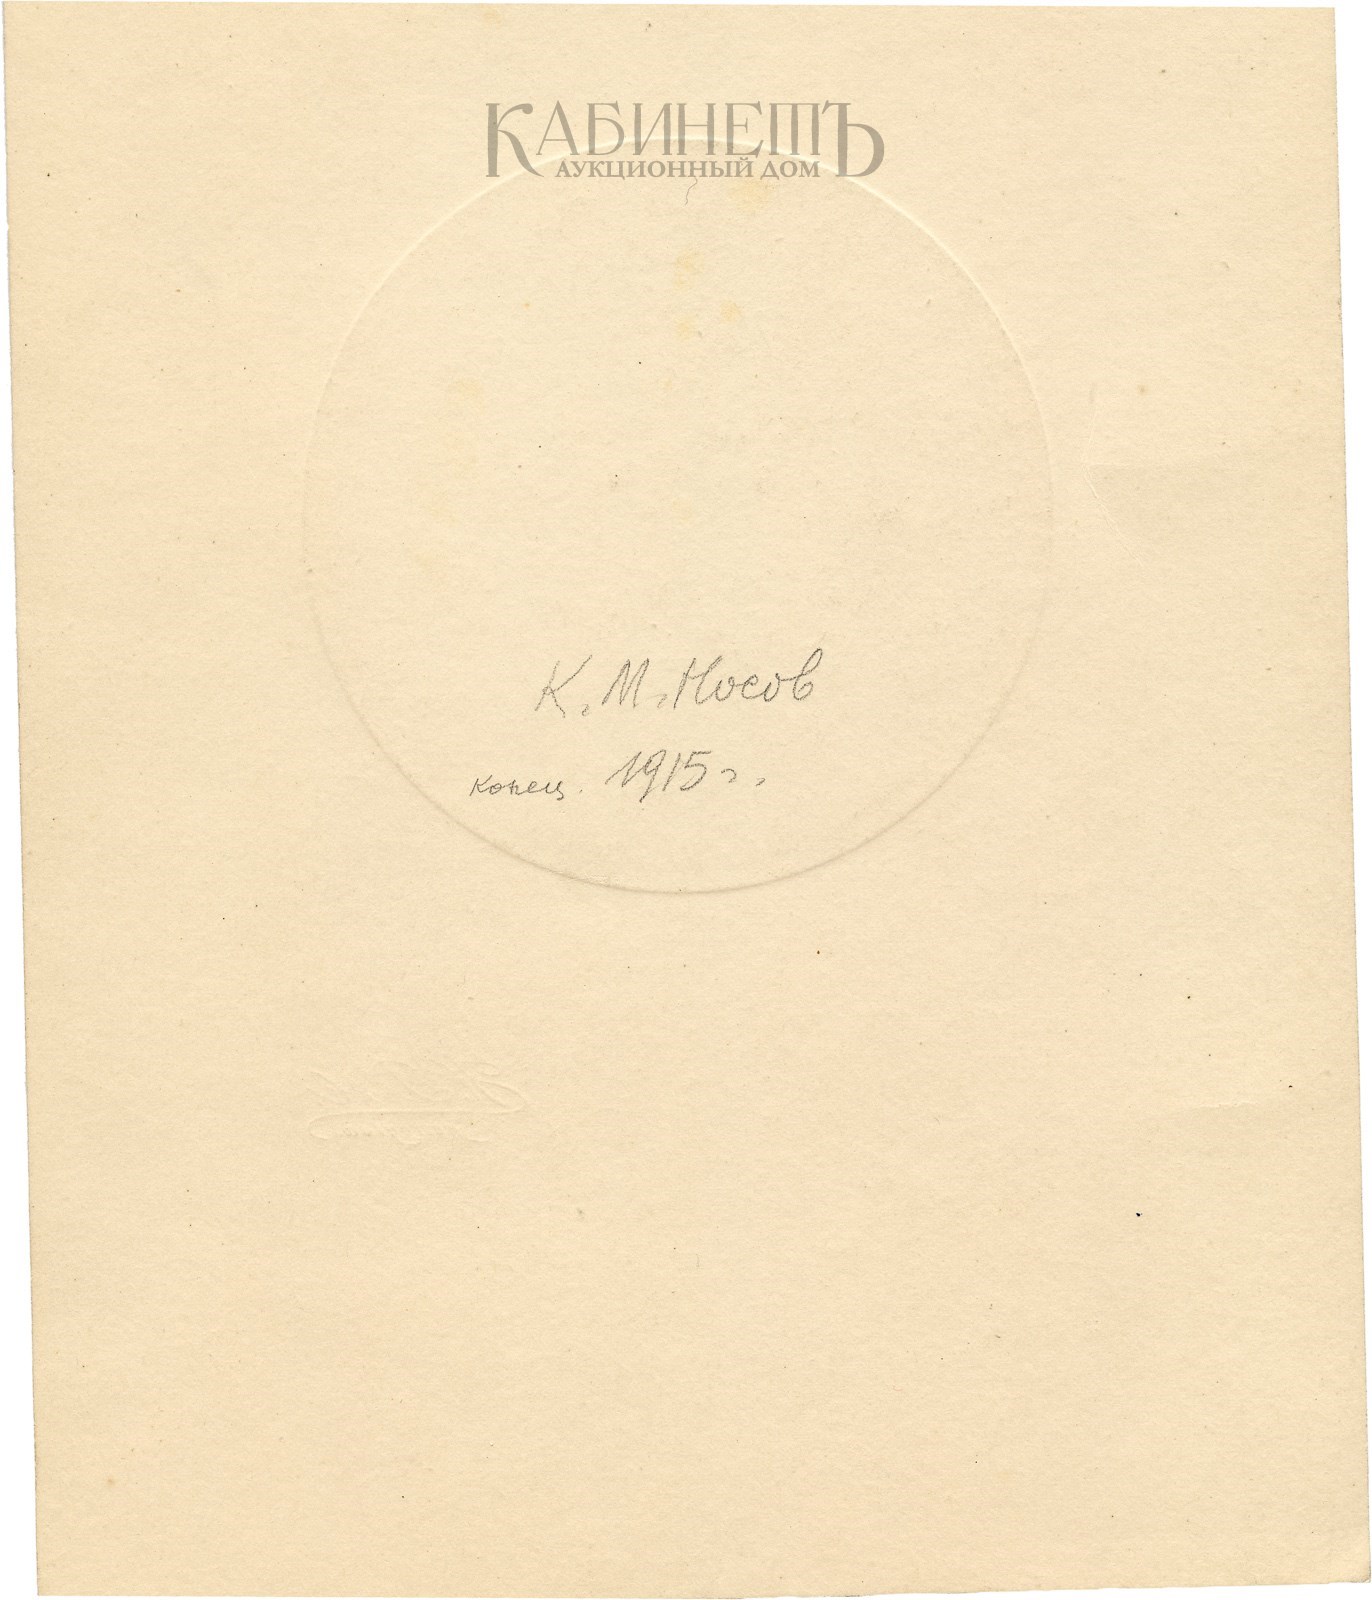 КАБИНЕТЪ
АУКЦИОННЫЙ ДОМ
К. М. Носов
конец. 1915 г.